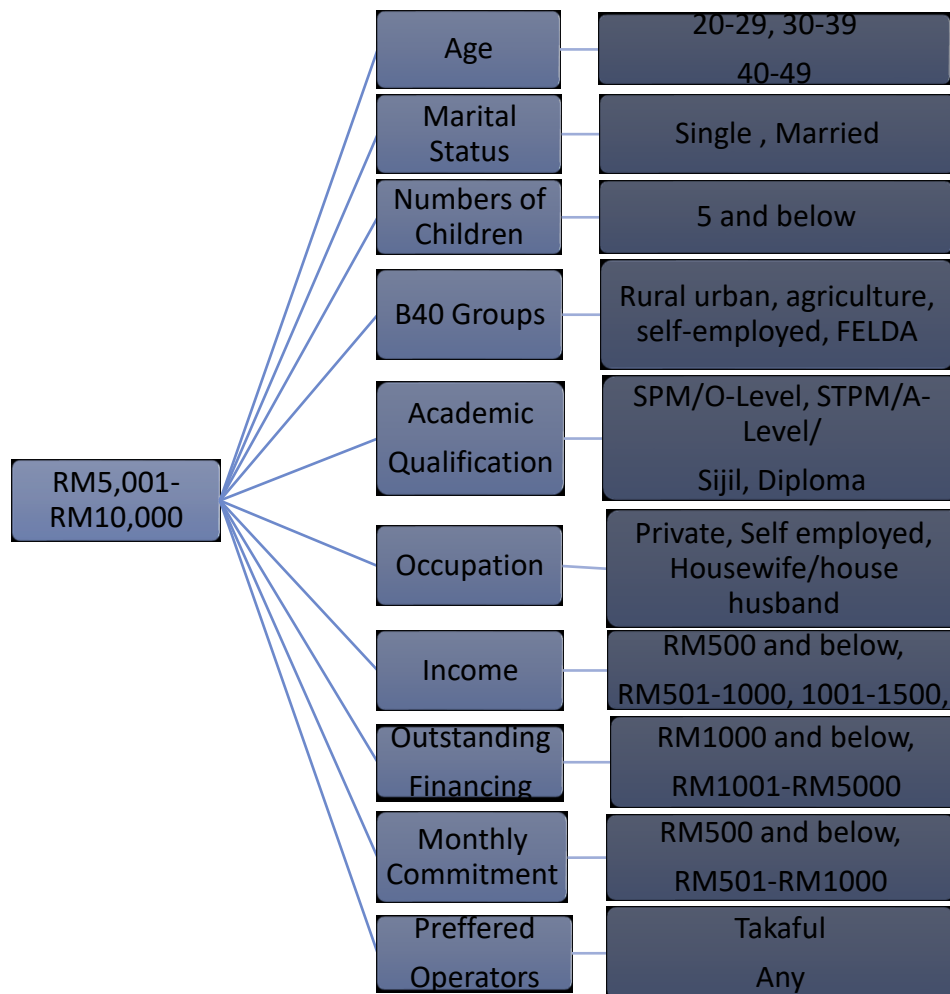 RM5,001-
RM10,000
Age
20-29, 30-39
40-49
Marital
Status
Single , Married
Numbers of
Children
5 and below
B40 Groups
Rural urban, agriculture,
self-employed, FELDA
Academic
Qualification
SPM/O-Level, STPM/A-
Level/
Sijil, Diploma
Occupation
Private, Self employed,
Housewife/house
husband
Income
RM500 and below,
RM501-1000, 1001-1500,
Outstanding
Financing
RM1000 and below,
RM1001-RM5000
Monthly
Commitment
RM500 and below,
RM501-RM1000
Preffered
Operators
Takaful
Any